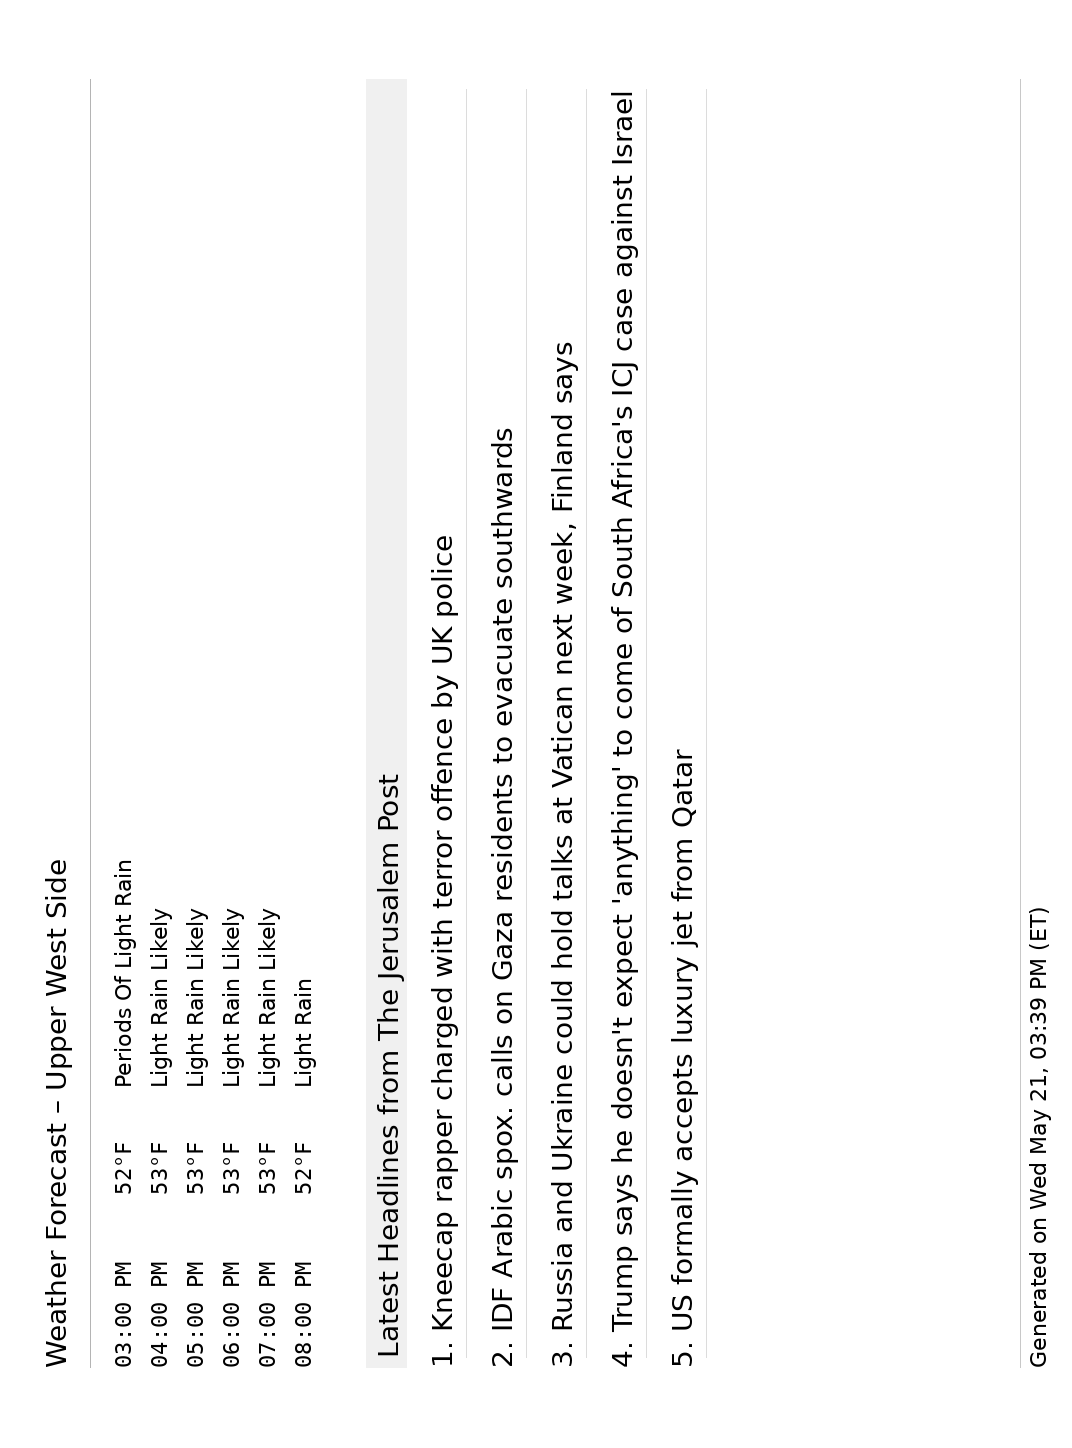 Weather Forecast – Upper West Side
03:00 PM 52°F Periods Of Light Rain
04:00 PM 53°F Light Rain Likely
05:00 PM 53°F Light Rain Likely
06:00 PM 53°F Light Rain Likely
07:00 PM 53°F Light Rain Likely
08:00 PM 52°F Light Rain
Latest Headlines from The Jerusalem Post
1. Kneecap rapper charged with terror offence by UK police
2. IDF Arabic spox. calls on Gaza residents to evacuate southwards
3. Russia and Ukraine could hold talks at Vatican next week, Finland says
4. Trump says he doesn't expect 'anything' to come of South Africa's ICJ case against Israel
5. US formally accepts luxury jet from Qatar
Generated on Wed May 21, 03:39 PM (ET)